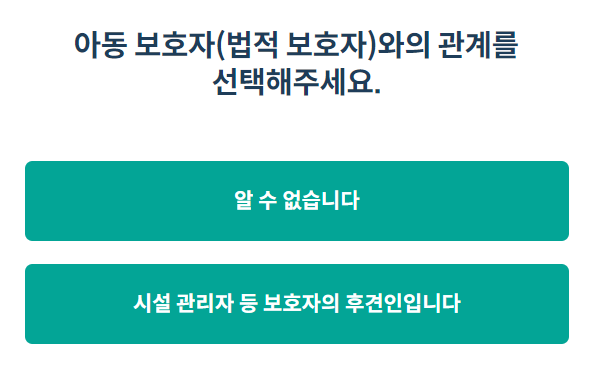 아동 보호자(법적 보호자)와의 관계를
선택해주세요.
알 수 없습니다
시설 관리자 등 보호자의 후견인입니다